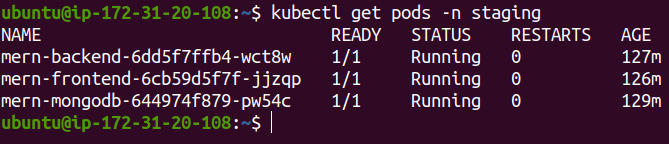 ubuntu@ip-172-31-20-108:~$ kubectl get pods -n staging
NAME READY STATUS RESTARTS AGE
mern-backend-6dd5f7ffb4-wct8w 1/1 Running 0 127m
mern-frontend-6cb59d5f7f-jjzqp 1/1 Running 0 126m
mern-mongodb-644974f879-pw54c 1/1 Running 0 129m
ubuntu@ip-172-31-20-108:~$